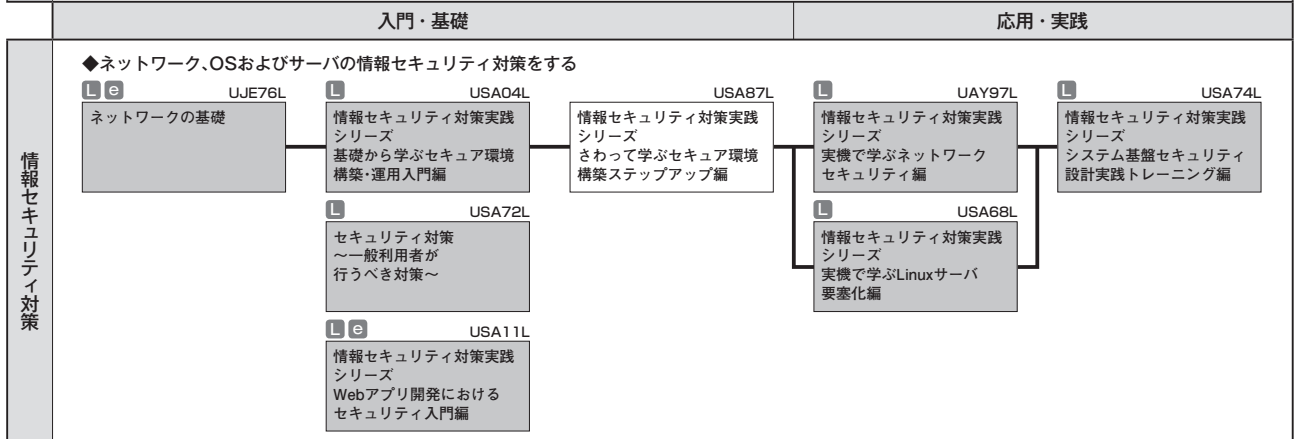 入門・基礎
応用・実践
情報セキュリティ対策
◆ネットワーク、OSおよびサーバの情報セキュリティ対策をする
L e UJE76L
ネットワークの基礎
L USA04L
情報セキュリティ対策実践
シリーズ
基礎から学ぶセキュア環境
構築・運用入門編
USA87L
情報セキュリティ対策実践
シリーズ
さわって学ぶセキュア環境
構築ステップアップ編
L UAY97L
情報セキュリティ対策実践
シリーズ
実機で学ぶネットワーク
セキュリティ編
L USA74L
情報セキュリティ対策実践
シリーズ
システム基盤セキュリティ
設計実践トレーニング編
L USA72L
セキュリティ対策
〜一般利用者が
行うべき対策〜
L USA68L
情報セキュリティ対策実践
シリーズ
実機で学ぶLinuxサーバ
要塞化編
L e USA11L
情報セキュリティ対策実践
シリーズ
Webアプリ開発における
セキュリティ入門編